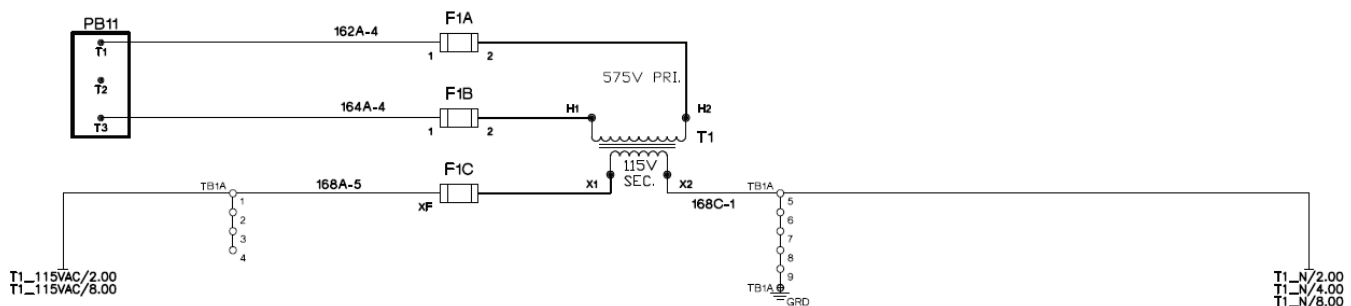 PB11
T1
T2
T3
162A-4
F1A
1
2
575V PRI.
164A-4
F1B
1
2
H1
H2
T1
115V
SEC.
168A-5
F1C
XF
X1
X2
168C-1
TB1A
1
2
3
4
TB1A
5
6
7
8
9
TB1A
GRD
T1_115VAC/2.00
T1_115VAC/8.00
T1_N/2.00
T1_N/4.00
T1_N/8.00